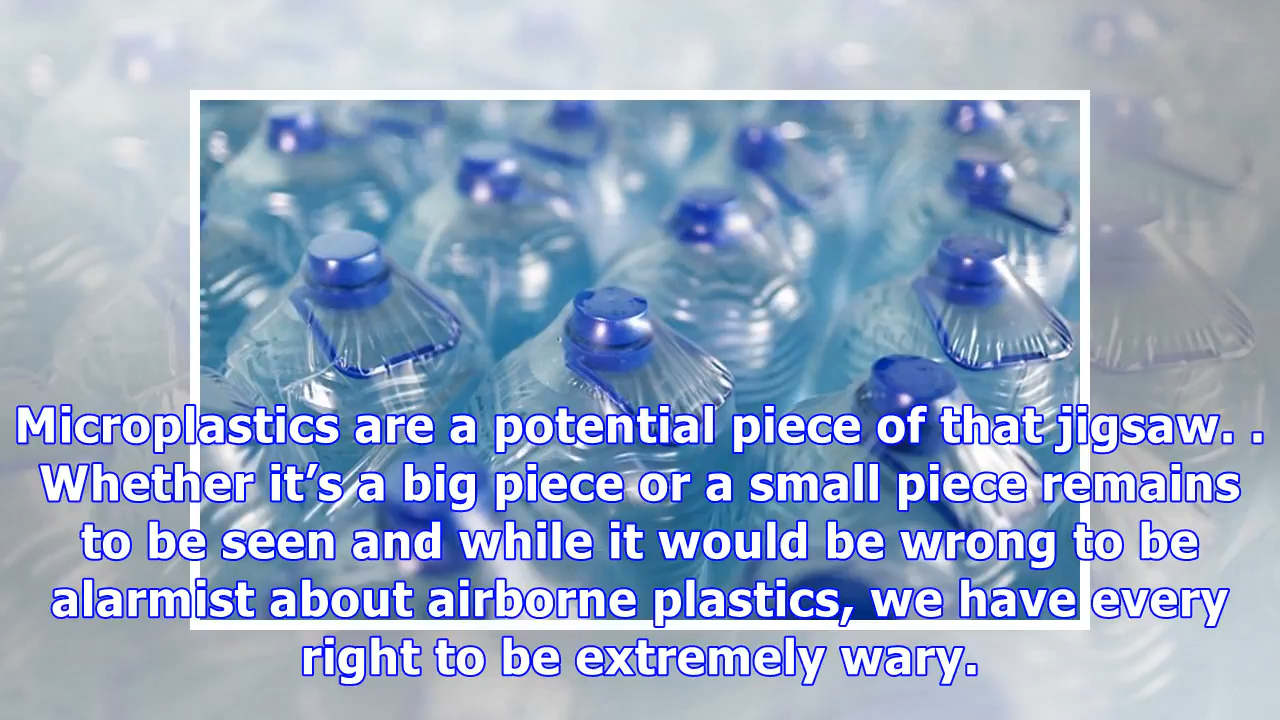 Microplastics are a potential piece of that jigsaw. .
Whether it’s a big piece or a small piece remains
to be seen and while it would be wrong to be
alarmist about airborne plastics, we have every
right to be extremely wary.